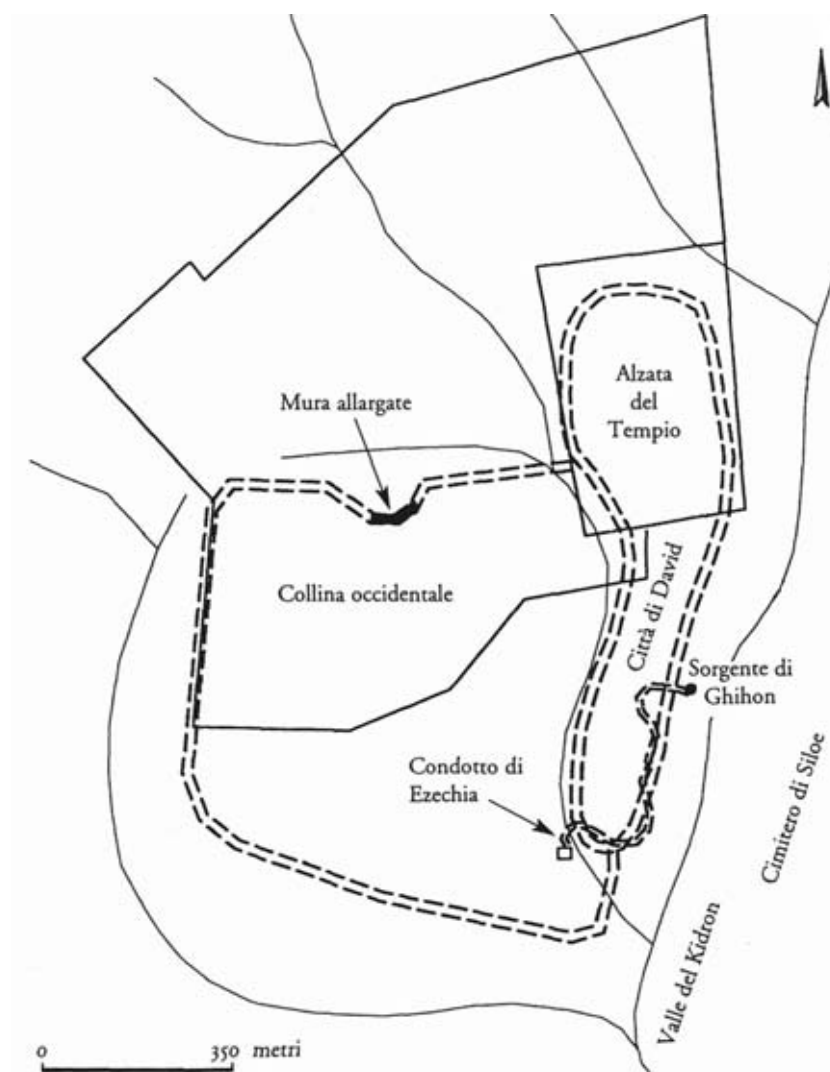 Alzata
del
Tempio
Mura allargate
Collina occidentale
Città di David
Sorgente di
Ghihon
Condotto di
Ezechia
Cimitero di Siloe
Valle del Kidron
0 350 metri